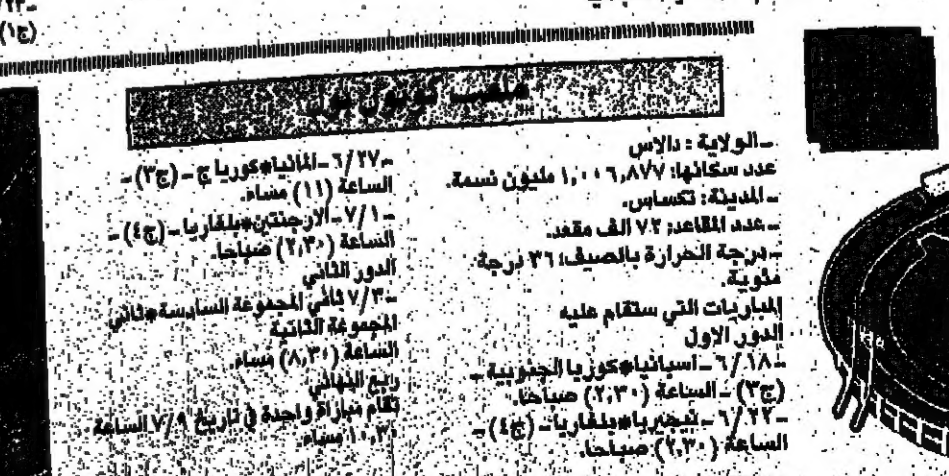 ملعب كوتون بول
ـ الولاية : دالاس
عدد سكانها: ١,٠٠٦,٨٧٧ مليون نسمة.
ـ المدينة: تكساس.
ـ عدد المقاعد: ٧٢ الف مقعد.
ـ درجة الحرارة بالصيف: ٣٦ درجة
مئوية.
المباريات التي ستقام عليه
الدور الاول
ـ ٦/١٨ ـ اسبانيا*كوريا الجنوبية ـ
(ج٣) ـ الساعة (٢,٣٠) صباحا.
ـ ٦/٢٢ ـ نيجيريا*بلغاريا ـ (ج٤) ـ
الساعة (٢,٣٠) صباحا.
ـ ٦/٢٧ ـ المانيا*كوريا ج ـ (ج٣) ـ
الساعة (١١) مساء.
ـ ٧/١ ـ الارجنتين*بلغاريا ـ (ج٤) ـ
الساعة (٢,٣٠) صباحا.
الدور الثاني
ـ ٧/٣ ثاني المجموعة السادسة*ثاني
المجموعة الثانية
الساعة (٨,٣٠) مساء.
ربع النهائي
تقام مباراة واحدة في تاريخ ٧/٩ الساعة
١٠,٣٠ مساء.
(ج١)